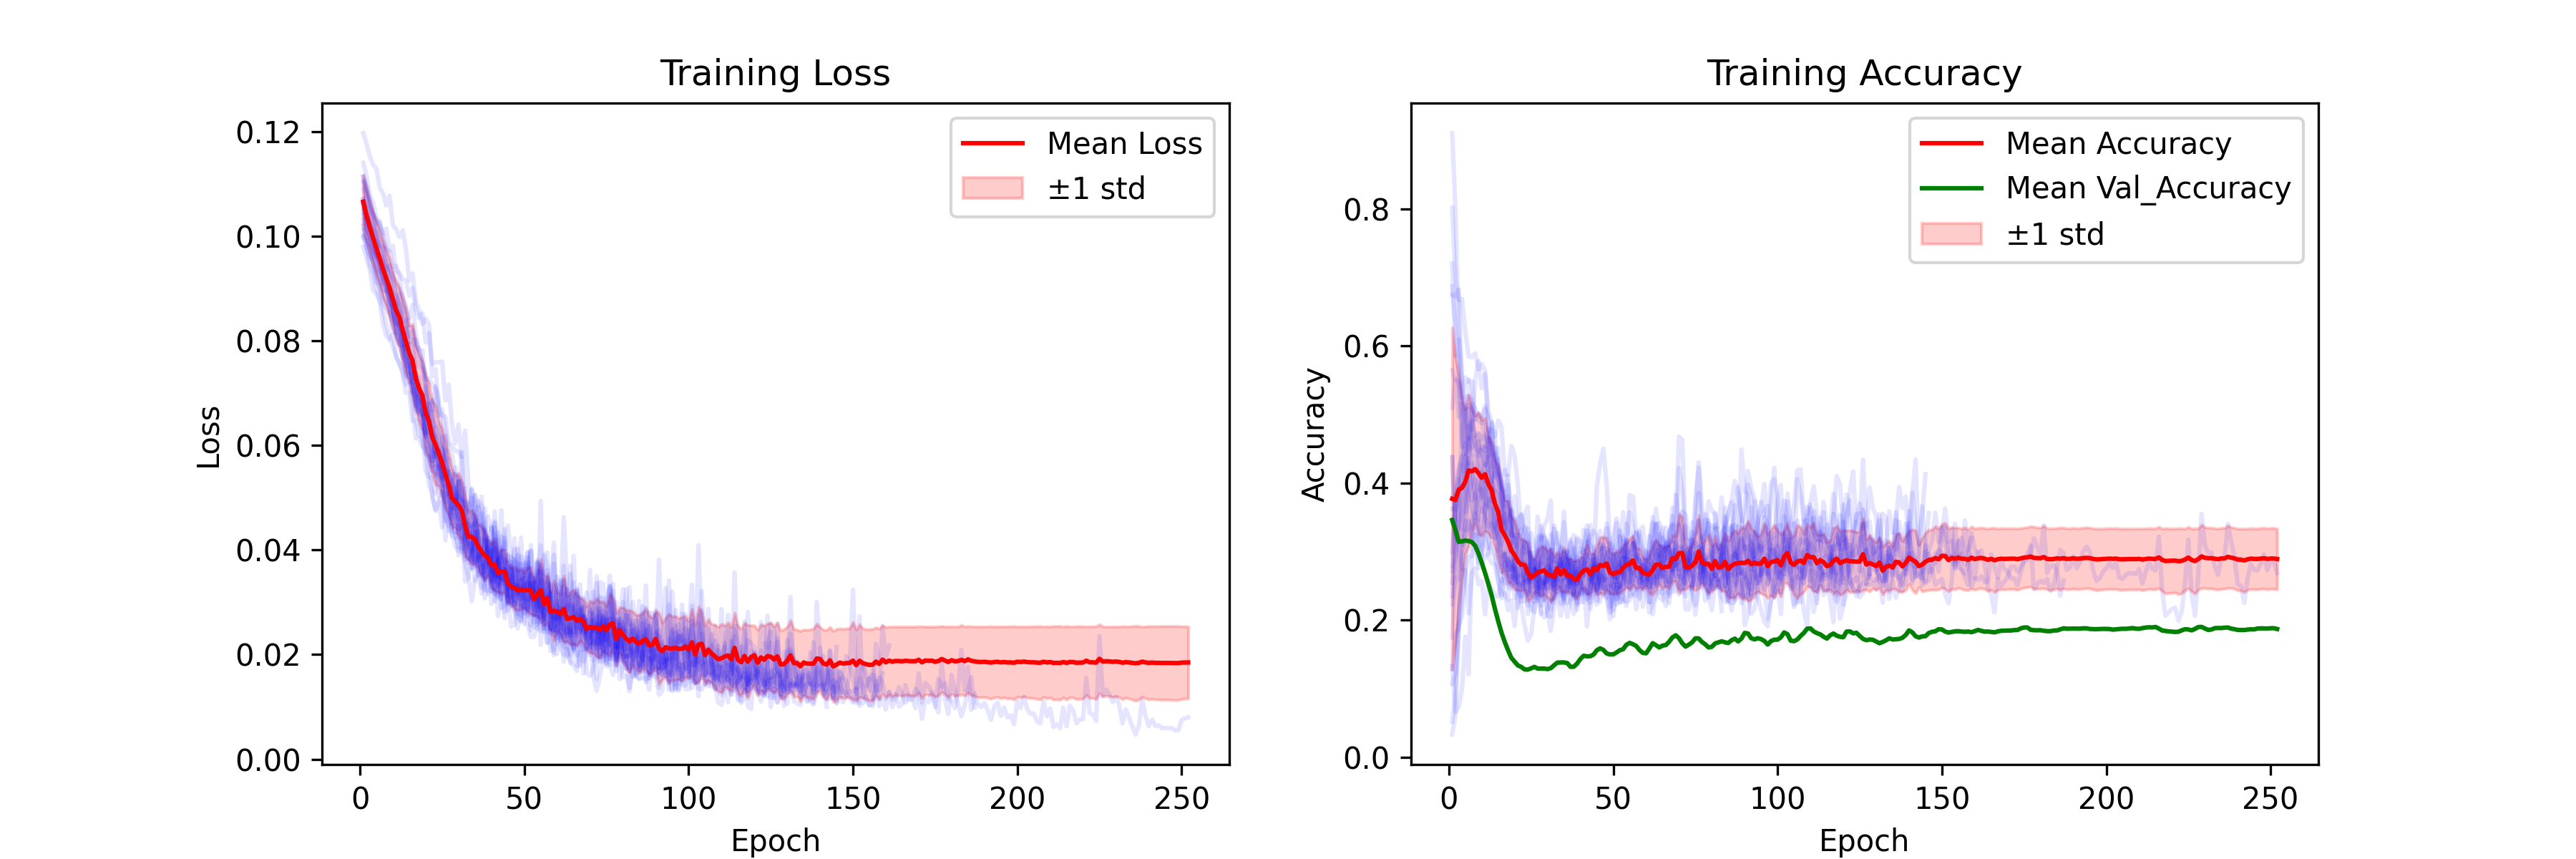 Training Loss
0.12
0.10
0.08
0.06
0.04
0.02
0.00
Loss
0 50 100 150 200 250
Epoch
Mean Loss
±1 std
Training Accuracy
0.8
0.6
0.4
0.2
0.0
Accuracy
0 50 100 150 200 250
Epoch
Mean Accuracy
Mean Val_Accuracy
±1 std